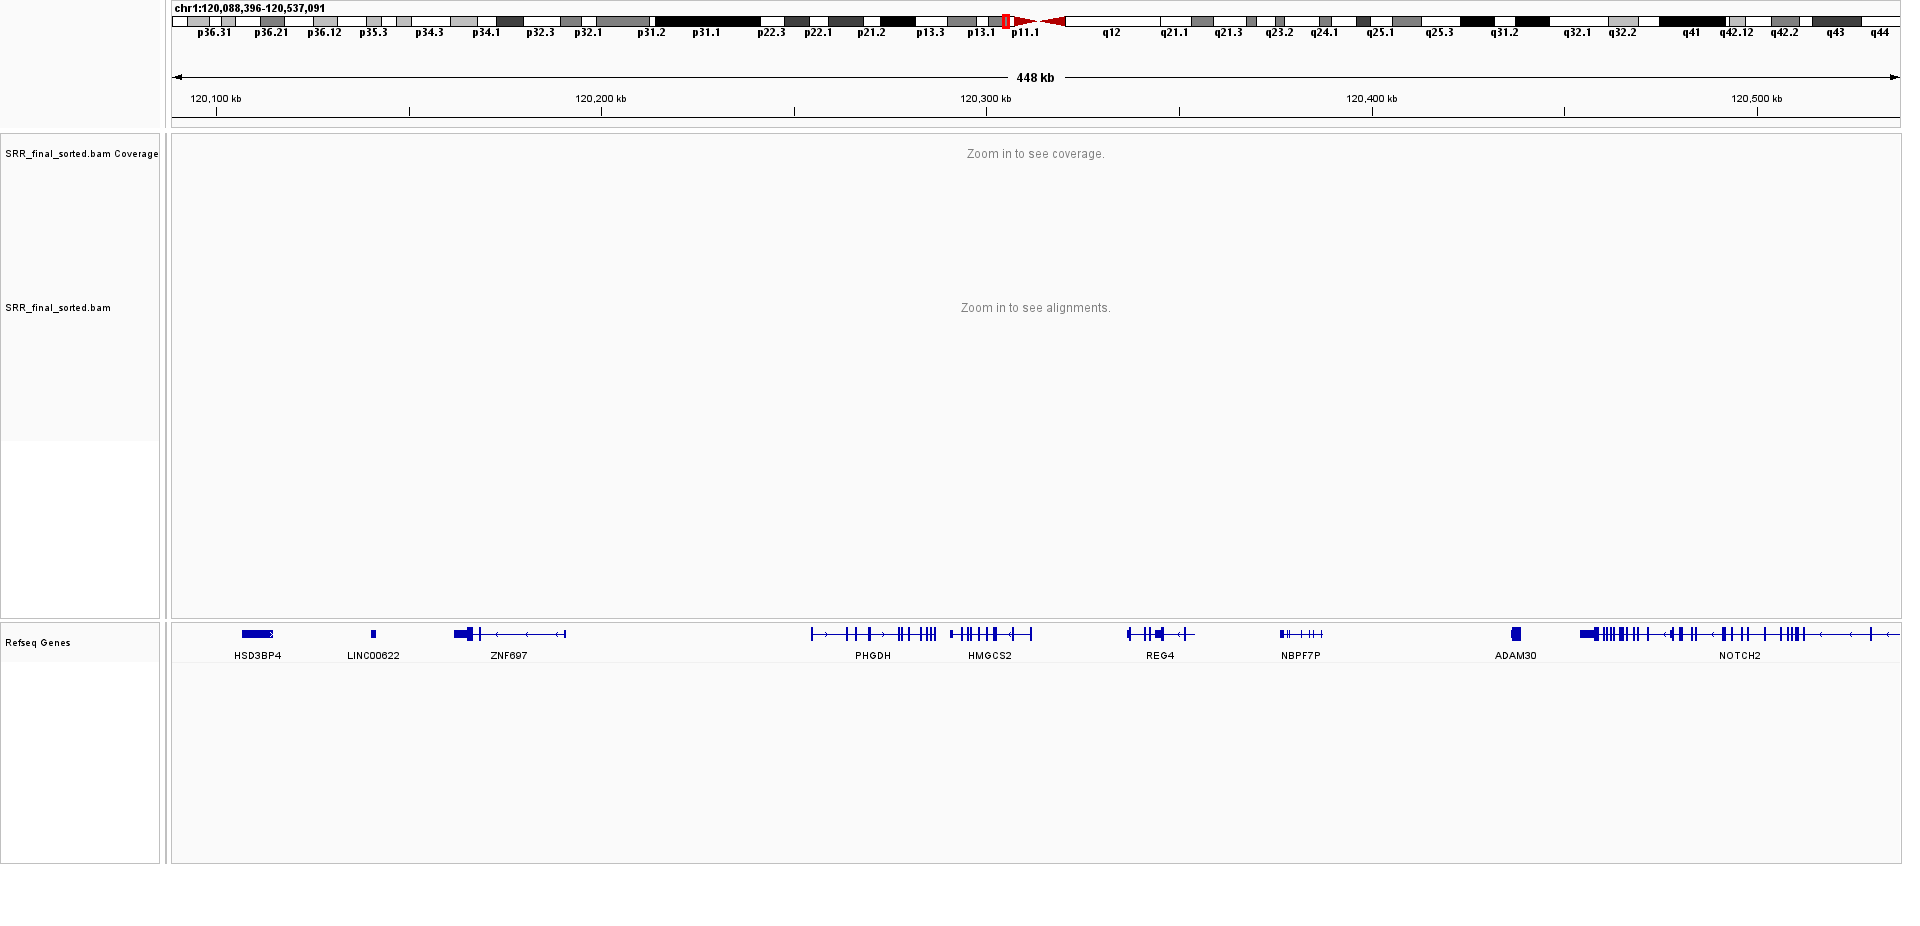 chr1:120,088,396-120,537,091
p36.31 p36.21 p36.12 p35.3 p34.3 p34.1 p32.3 p32.1 p31.2 p31.1 p22.3 p22.1 p21.2 p13.3 p13.1 p11.1 q12 q21.1 q21.3 q23.2 q24.1 q25.1 q25.3 q31.2 q32.1 q32.2 q41 q42.12 q42.2 q43 q44
448 kb
120,100 kb 120,200 kb 120,300 kb 120,400 kb 120,500 kb
SRR_final_sorted.bam Coverage Zoom in to see coverage.
SRR_final_sorted.bam Zoom in to see alignments.
Refseq Genes
HSD3BP4 LINC00622 ZNF697 PHGDH HMGCS2 REG4 NBPF7P ADAM30 NOTCH2